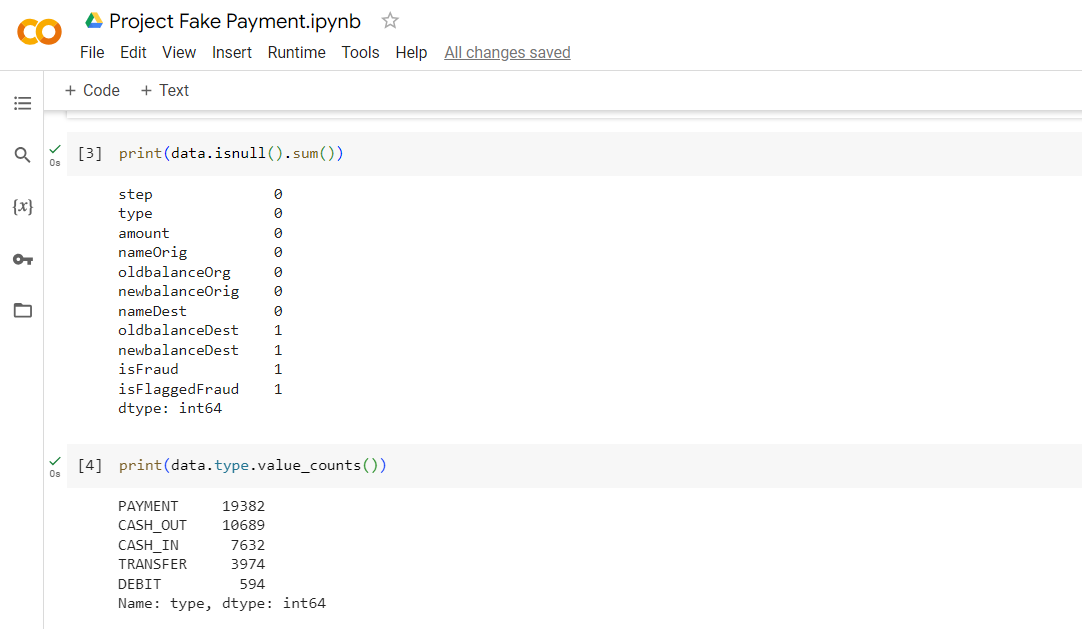 Project Fake Payment.ipynb
File Edit View Insert Runtime Tools Help All changes saved
+ Code + Text
{x}
0s [3] print(data.isnull().sum())
step 0
type 0
amount 0
nameOrig 0
oldbalanceOrg 0
newbalanceOrig 0
nameDest 0
oldbalanceDest 1
newbalanceDest 1
isFraud 1
isFlaggedFraud 1
dtype: int64
0s [4] print(data.type.value_counts())
PAYMENT 19382
CASH_OUT 10689
CASH_IN 7632
TRANSFER 3974
DEBIT 594
Name: type, dtype: int64